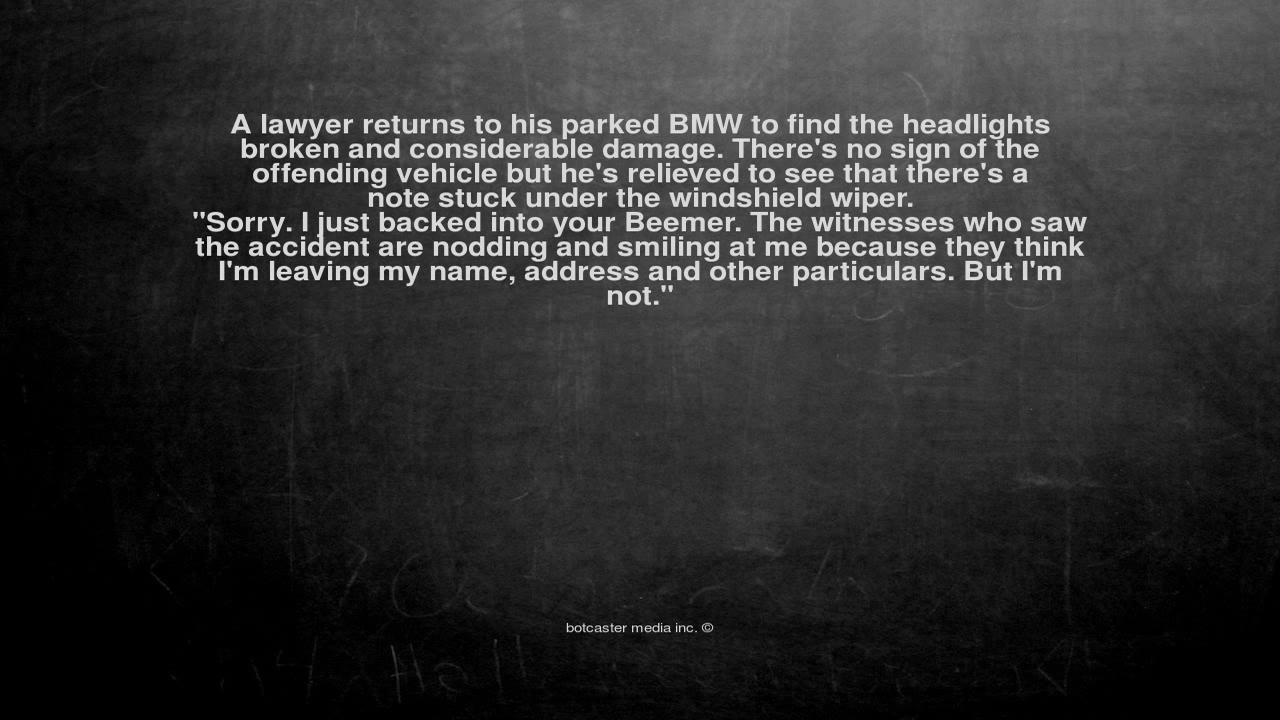 A lawyer returns to his parked BMW to find the headlights
broken and considerable damage. There's no sign of the
offending vehicle but he's relieved to see that there's a
note stuck under the windshield wiper.
"Sorry. I just backed into your Beemer. The witnesses who saw
the accident are nodding and smiling at me because they think
I'm leaving my name, address and other particulars. But I'm
not."
botcaster media inc. ©